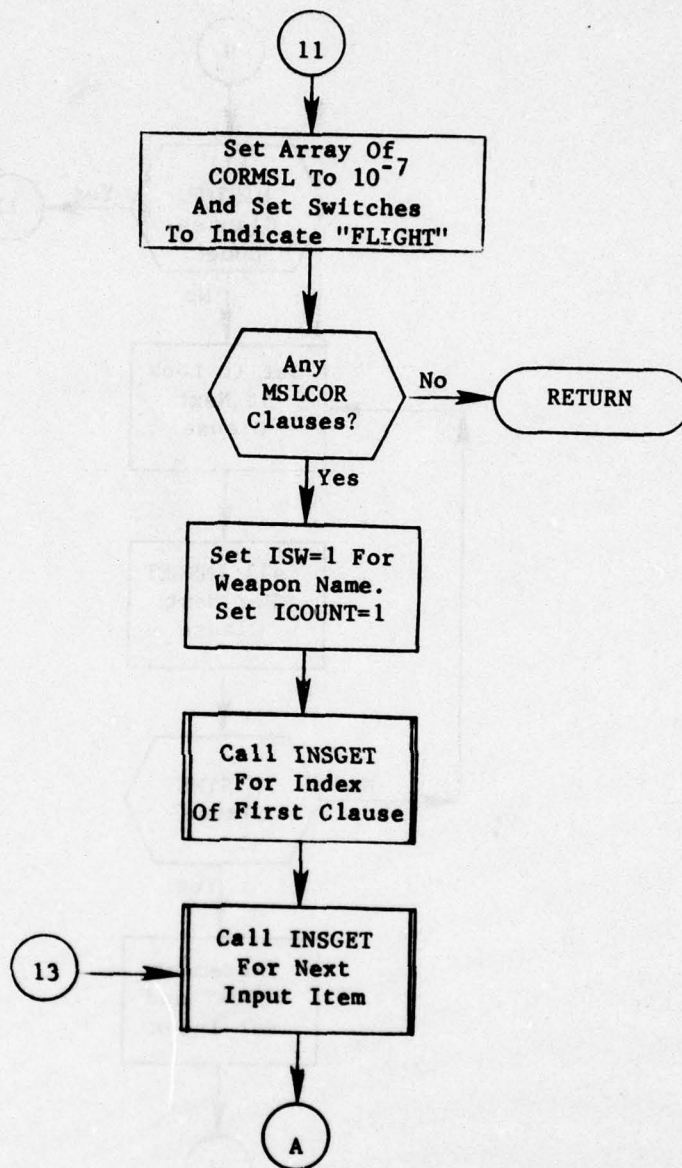 11
Set Array Of
CORMSL To 10⁻⁷
And Set Switches
To Indicate "FLIGHT"
Any
MSLCOR
Clauses?
No
RETURN
Yes
Set ISW=1 For
Weapon Name.
Set ICOUNT=1
Call INSGET
For Index
Of First Clause
13
Call INSGET
For Next
Input Item
A